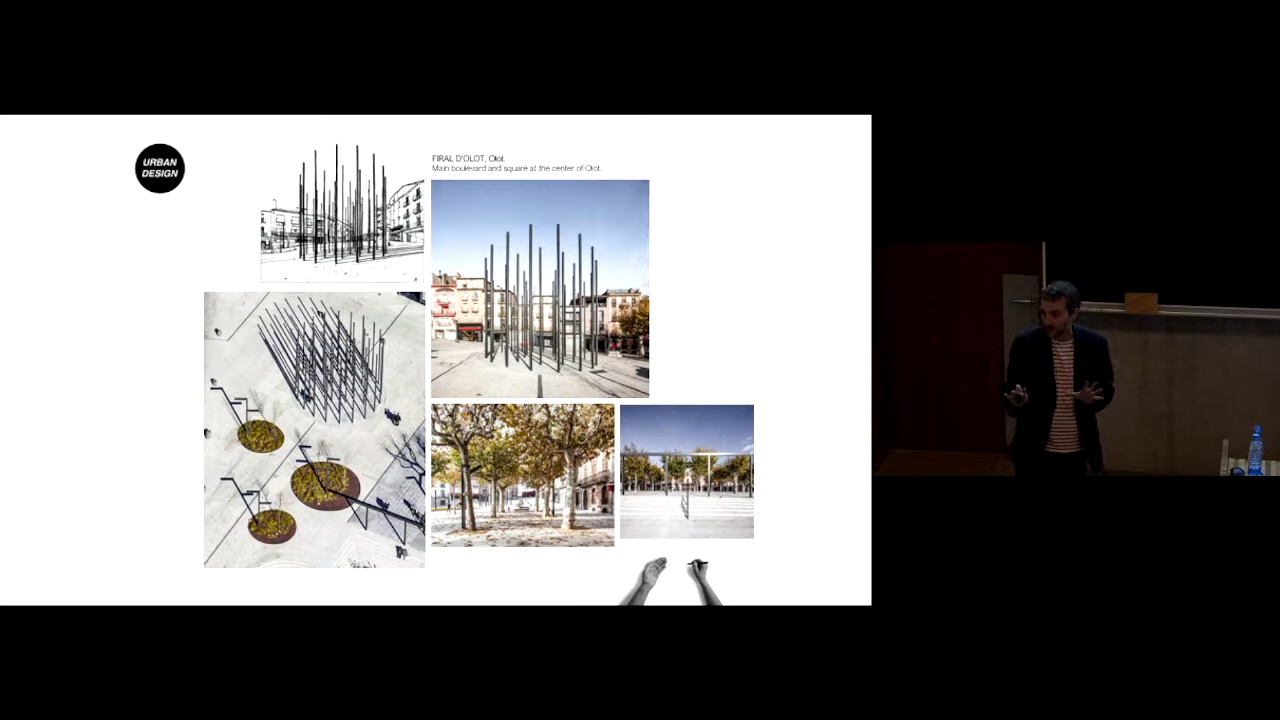 URBAN
DESIGN
FIRAL D'OLOT, Olot.
Main boulevard and square at the center of Olot.